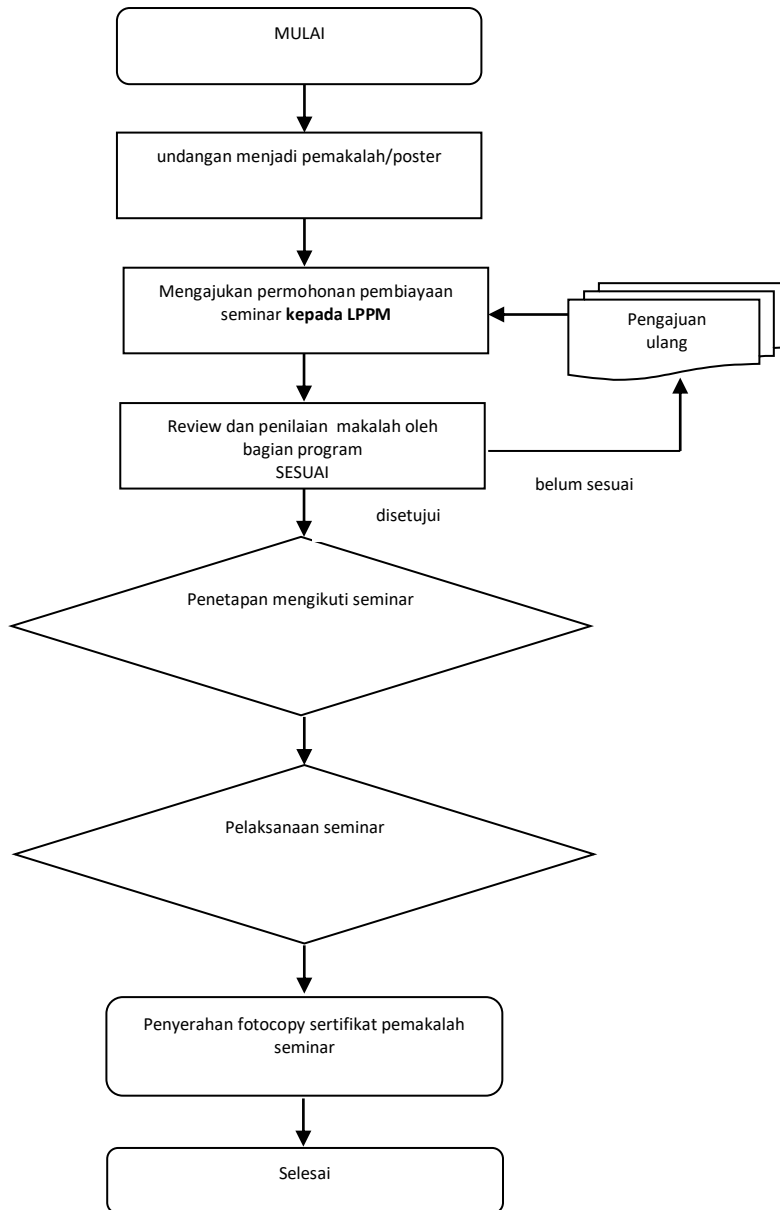 MULAI
undangan menjadi pemakalah/poster
Mengajukan permohonan pembiayaan
seminar kepada LPPM
Pengajuan
ulang
Review dan penilaian makalah oleh
bagian program
SESUAI
belum sesuai
disetujui
Penetapan mengikuti seminar
Pelaksanaan seminar
Penyerahan fotocopy sertifikat pemakalah
seminar
Selesai